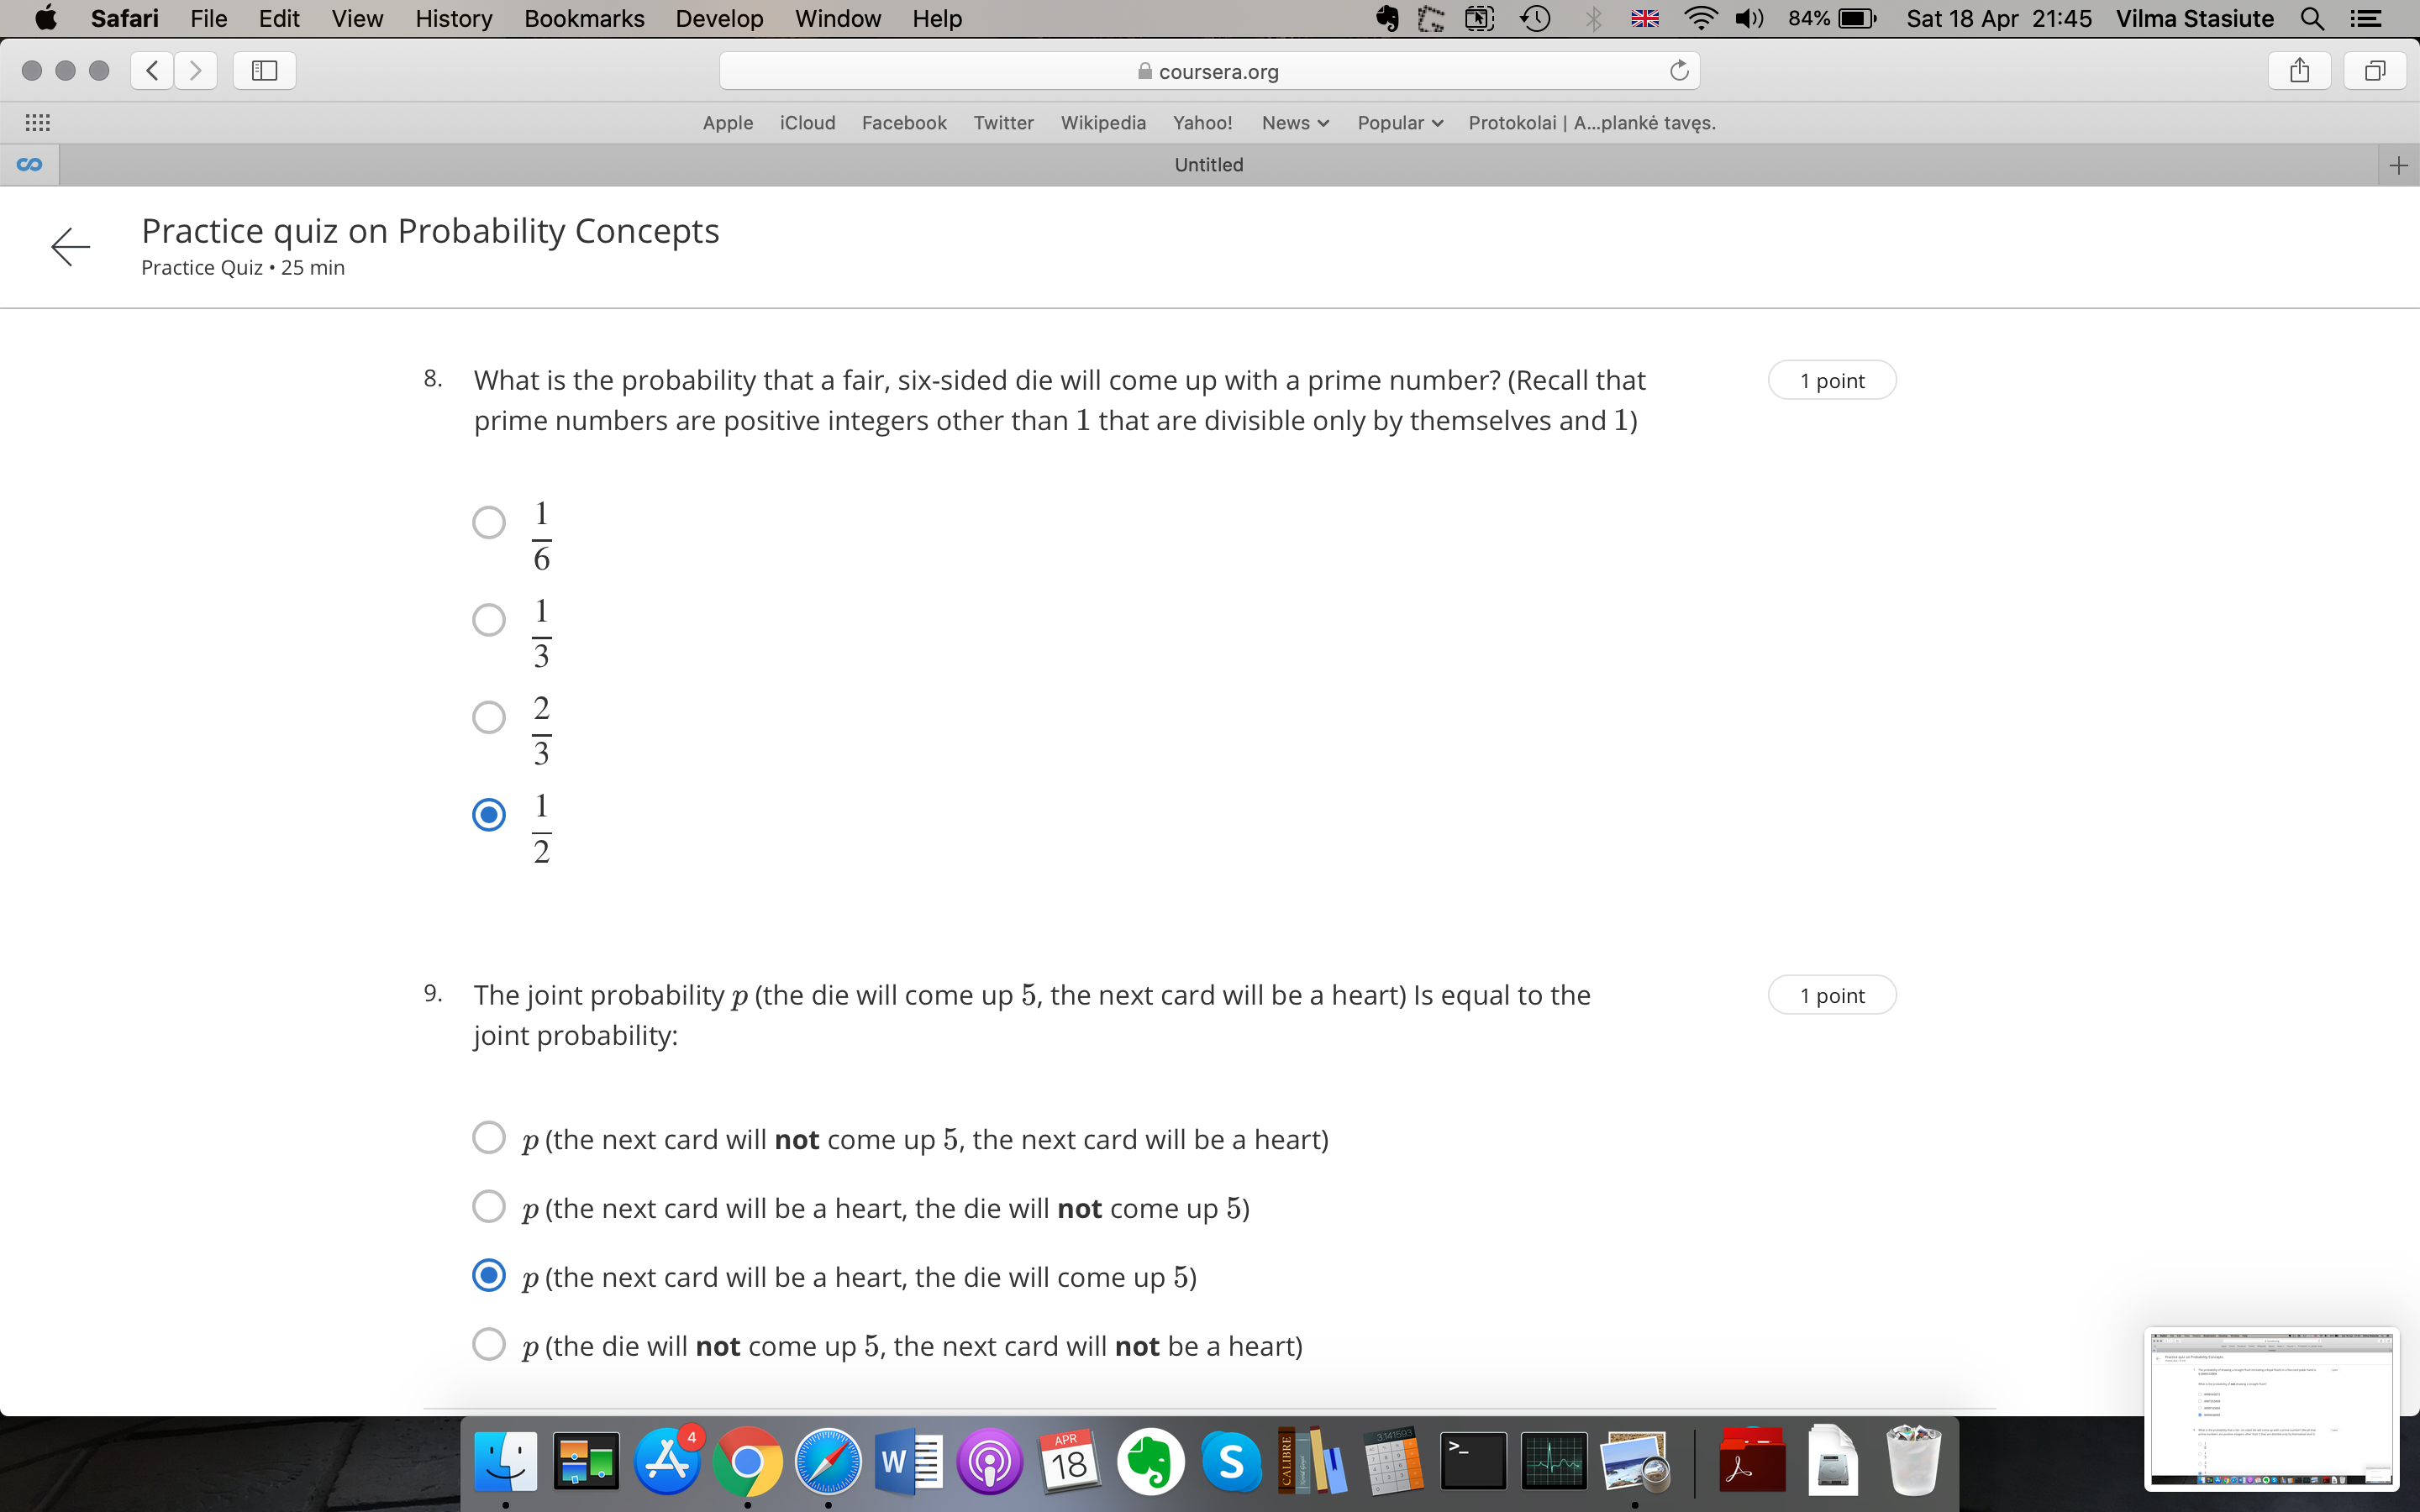 Safari File Edit View History Bookmarks Develop Window Help 84% Sat 18 Apr 21:45 Vilma Stasiute
coursera.org
Apple iCloud Facebook Twitter Wikipedia Yahoo! News Popular Protokolai | A...plankė tavęs.
Untitled
Practice quiz on Probability Concepts
Practice Quiz • 25 min
8. What is the probability that a fair, six-sided die will come up with a prime number? (Recall that 1 point
prime numbers are positive integers other than 1 that are divisible only by themselves and 1)
1
6
1
3
2
3
1
2
9. The joint probability p (the die will come up 5, the next card will be a heart) Is equal to the 1 point
joint probability:
p (the next card will not come up 5, the next card will be a heart)
p (the next card will be a heart, the die will not come up 5)
p (the next card will be a heart, the die will come up 5)
p (the die will not come up 5, the next card will not be a heart)
4
W
APR
18
S
CALIBRE
3.141593
>_